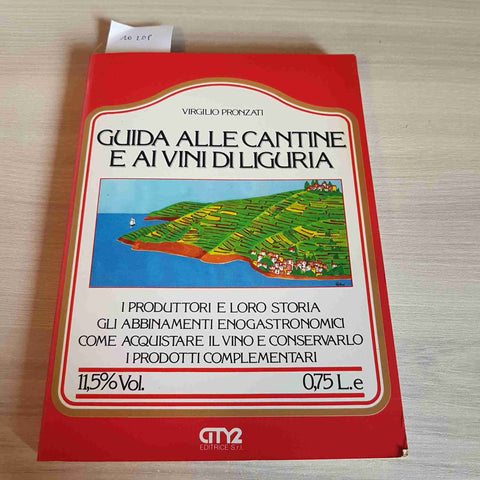 VIRGILIO PRONZATI
GUIDA ALLE CANTINE
E AI VINI DI LIGURIA
I PRODUTTORI E LORO STORIA
GLI ABBINAMENTI ENOGASTRONOMICI
COME ACQUISTARE IL VINO E CONSERVARLO
I PRODOTTI COMPLEMENTARI
11,5% Vol. 0,75 L.e
CITY2
EDITRICE S.r.l.